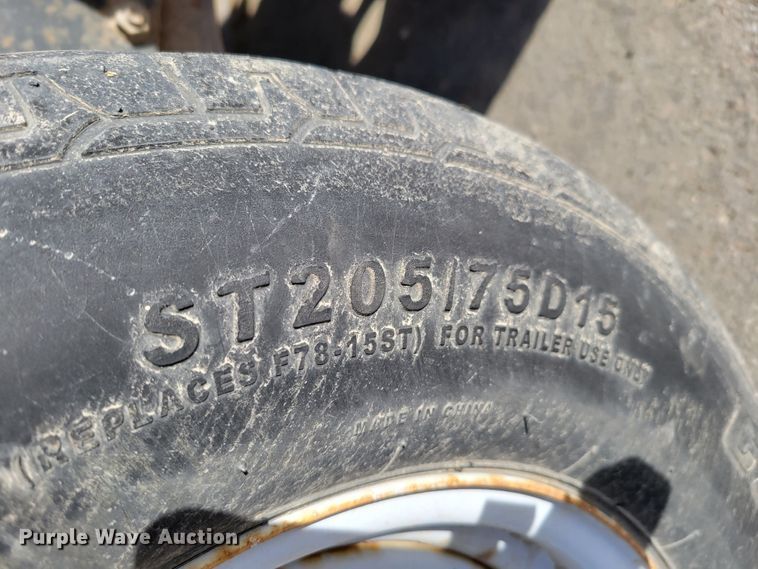 ST205/75D15
(REPLACES F78-15ST) FOR TRAILER USE ONLY
MADE IN CHINA
Purple Wave Auction